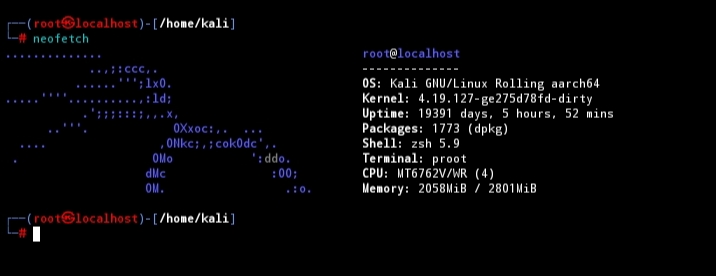 ┌──(root㉿localhost)-[/home/kali]
└─# neofetch
..............
            ..,;:ccc,.
          ......''';lxO.
.....''''..........,:ld;
           .';;;:::;,,.x,
      ..'''.            0Xxoc:,.  ...
  ....                ,ONkc;,;cokOdc',.
 .                   OMo           ':ddo.
                    dMc               :OO;
                    0M.                 .:o.
root@localhost
--------------
OS: Kali GNU/Linux Rolling aarch64
Kernel: 4.19.127-ge275d78fd-dirty
Uptime: 19391 days, 5 hours, 52 mins
Packages: 1773 (dpkg)
Shell: zsh 5.9
Terminal: proot
CPU: MT6762V/WR (4)
Memory: 2058MiB / 2801MiB
┌──(root㉿localhost)-[/home/kali]
└─#